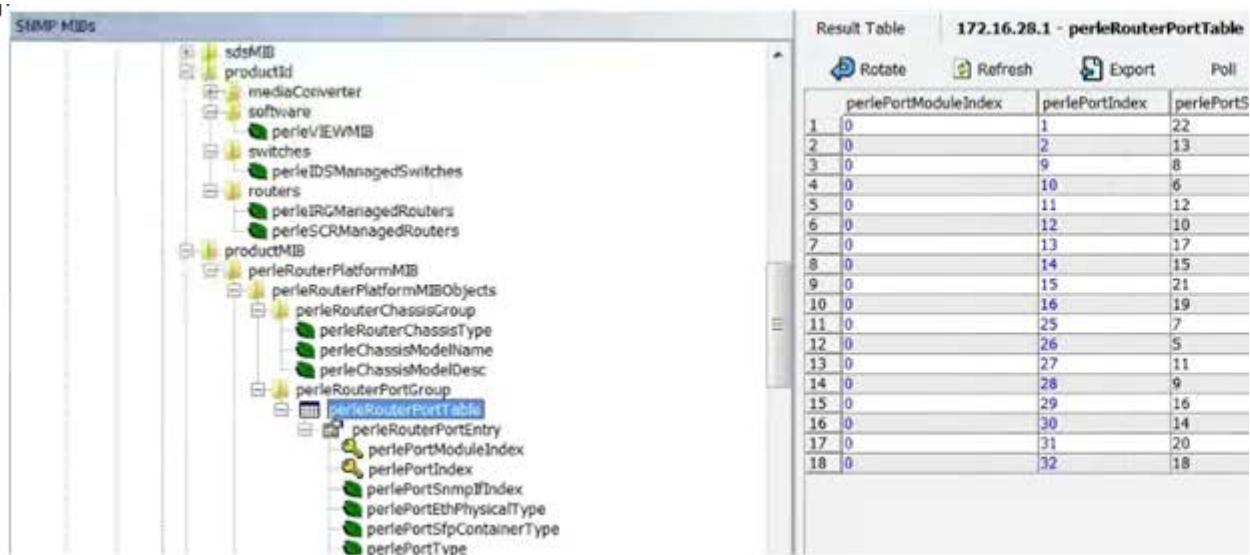 SNMP MIBs
sdsMIB
productId
mediaConverter
software
perleVIEWMIB
switches
perleIDSManagedSwitches
routers
perleIRGManagedRouters
perleSCRManagedRouters
productMIB
perleRouterPlatformMIB
perleRouterPlatformMIBObjects
perleRouterChassisGroup
perleRouterChassisType
perleChassisModelName
perleChassisModelDesc
perleRouterPortGroup
perleRouterPortTable
perleRouterPortEntry
perlePortModuleIndex
perlePortIndex
perlePortSnmpIfIndex
perlePortEthPhysicalType
perlePortSfpContainerType
perlePortType
Result Table 172.16.28.1 - perleRouterPortTable
Rotate Refresh Export Poll
perlePortModuleIndex perlePortIndex perlePortS
1 0 1 22
2 0 2 13
3 0 9 8
4 0 10 6
5 0 11 12
6 0 12 10
7 0 13 17
8 0 14 15
9 0 15 21
10 0 16 19
11 0 25 7
12 0 26 5
13 0 27 11
14 0 28 9
15 0 29 16
16 0 30 14
17 0 31 20
18 0 32 18